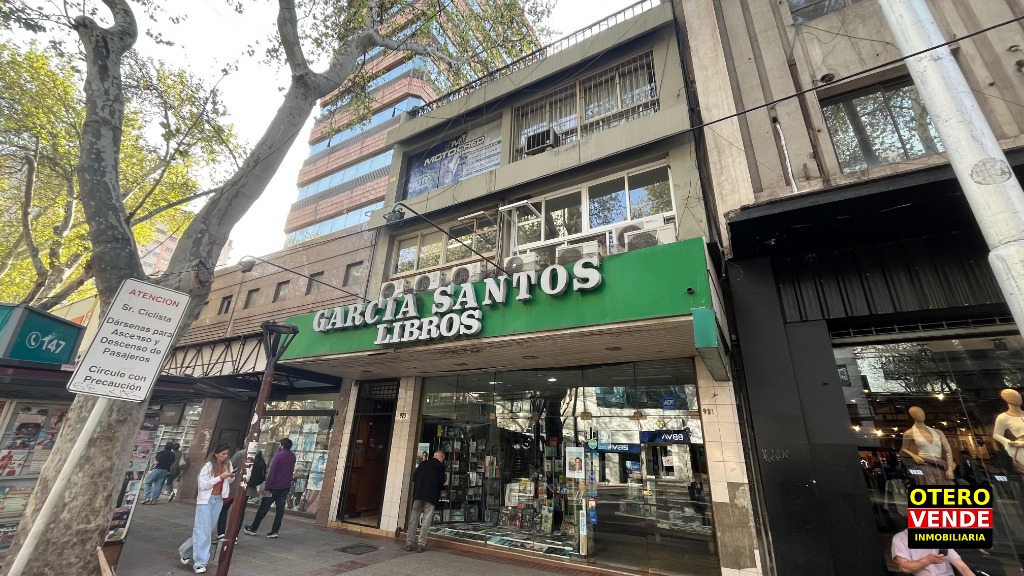 ATENCION
Sr. Ciclista
Dársenas para
Ascenso y
Descenso de
Pasajeros
Circule con
Precaución
147
GARCIA SANTOS
LIBROS
OTERO
VENDE
INMOBILIARIA